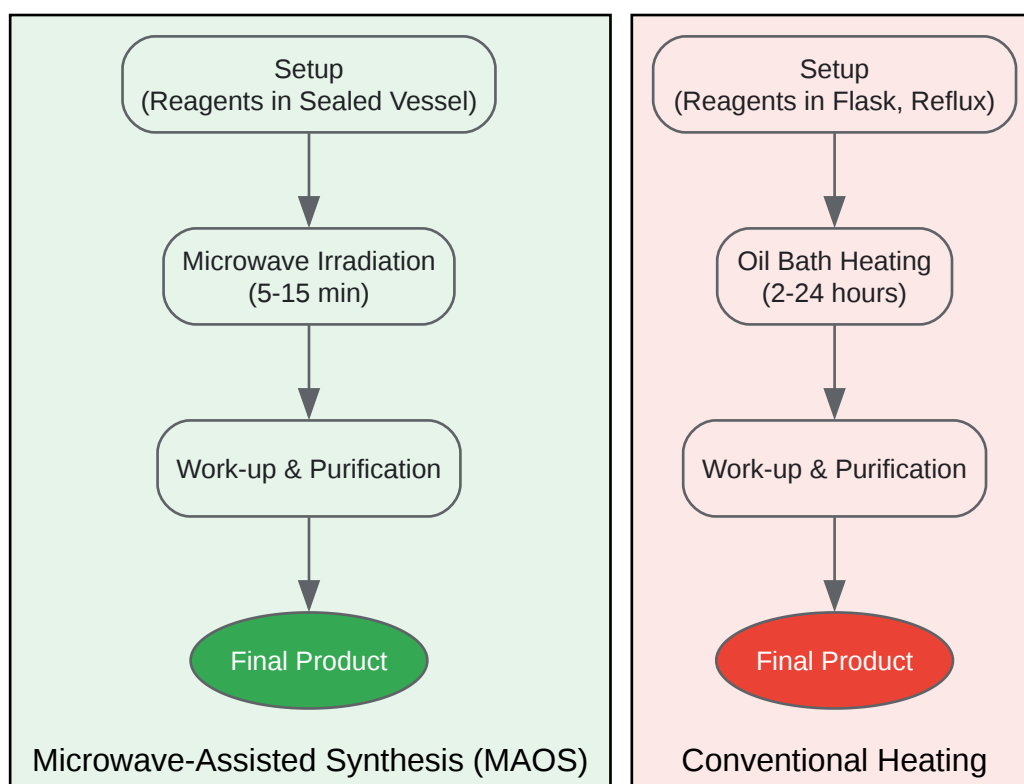 Setup
(Reagents in Sealed Vessel)
Microwave Irradiation
(5-15 min)
Work-up & Purification
Final Product
Microwave-Assisted Synthesis (MAOS)
Setup
(Reagents in Flask, Reflux)
Oil Bath Heating
(2-24 hours)
Work-up & Purification
Final Product
Conventional Heating